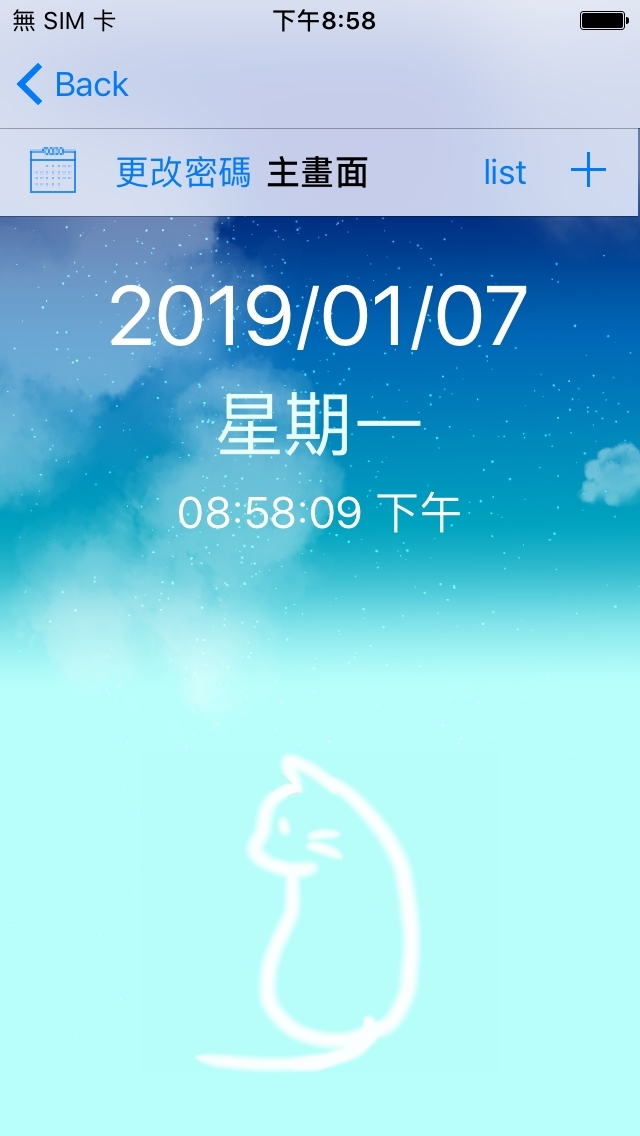 無 SIM 卡 下午8:58
Back
更改密碼 主畫面 list
2019/01/07
星期一
08:58:09 下午